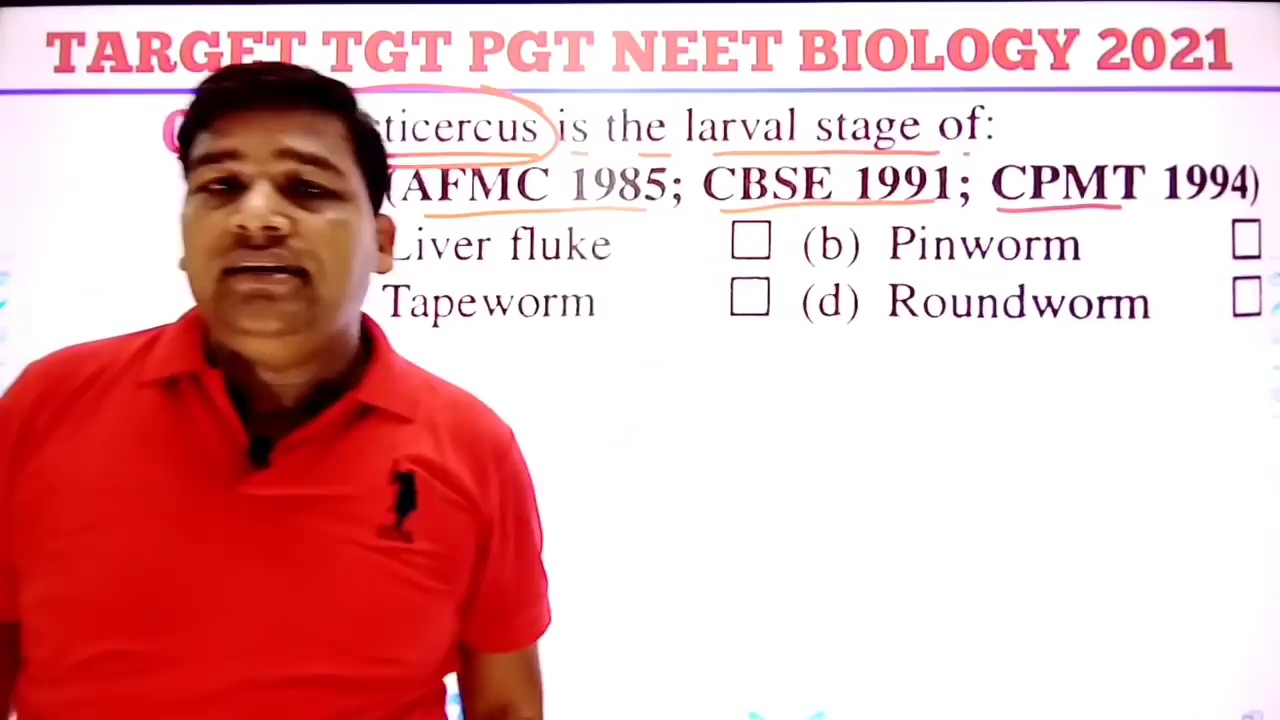 TARGET TGT PGT NEET BIOLOGY 2021
sticercus is the larval stage of:
(AFMC 1985; CBSE 1991; CPMT 1994)
Liver fluke (b) Pinworm
Tapeworm (d) Roundworm